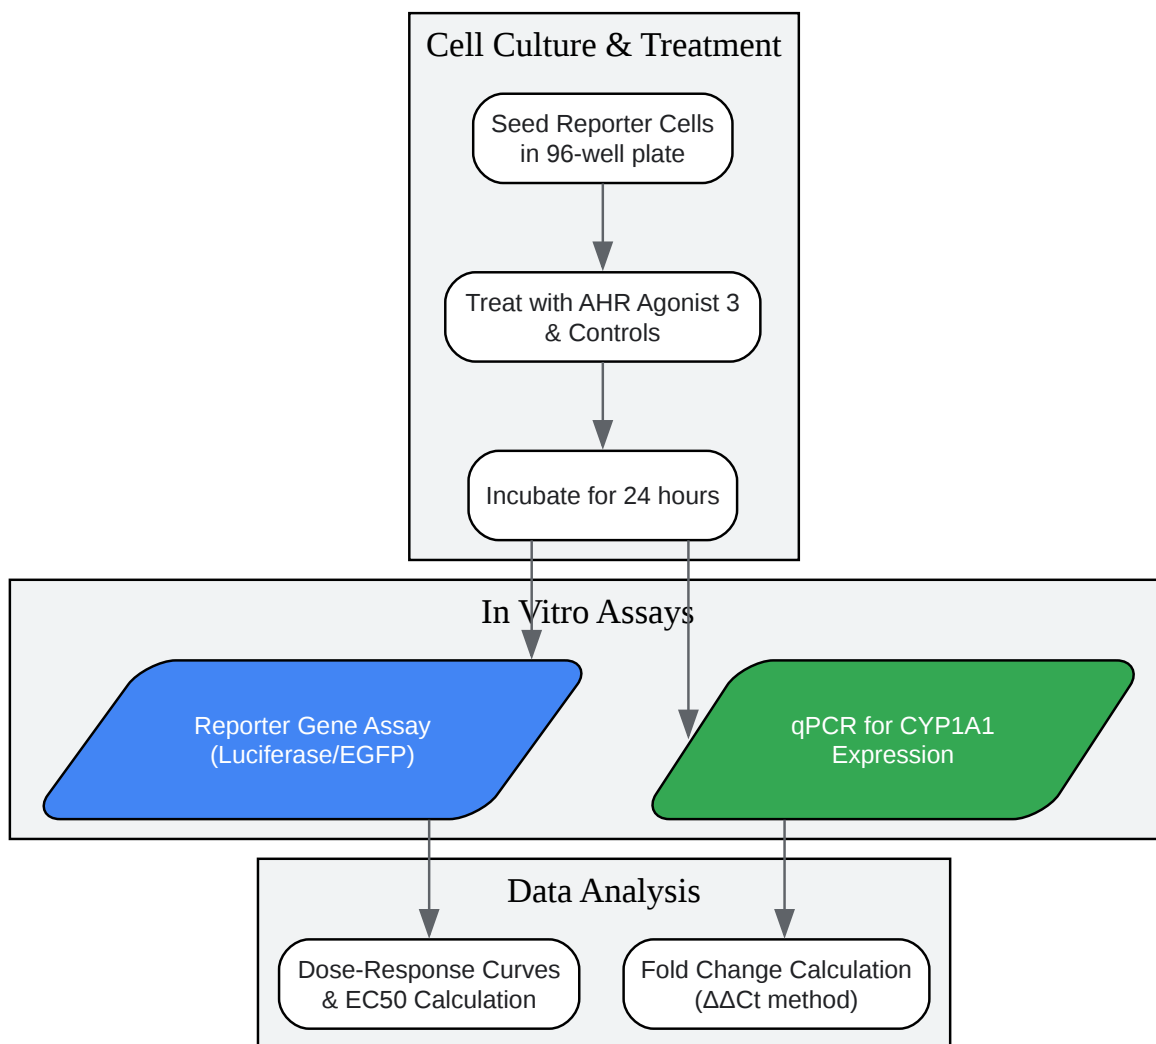 Cell Culture & Treatment
Seed Reporter Cells
in 96-well plate
Treat with AHR Agonist 3
& Controls
Incubate for 24 hours
In Vitro Assays
Reporter Gene Assay
(Luciferase/EGFP)
qPCR for CYP1A1
Expression
Data Analysis
Dose-Response Curves
& EC50 Calculation
Fold Change Calculation
(ΔΔCt method)